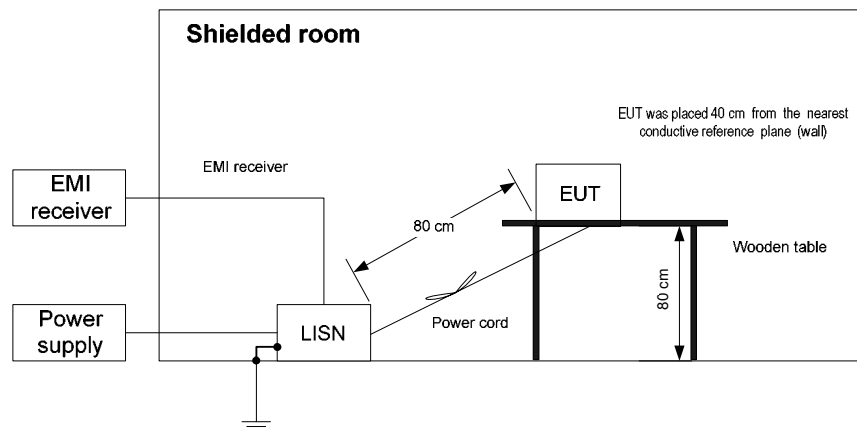 Shielded room
EUT was placed 40 cm from the nearest
conductive reference plane (wall)
EMI receiver
EMI
receiver
EUT
80 cm
Wooden table
80 cm
Power
supply
LISN
Power cord